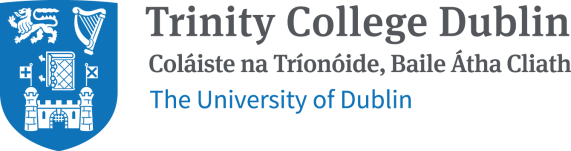 Trinity College Dublin
Coláiste na Tríonóide, Baile Átha Cliath
The University of Dublin